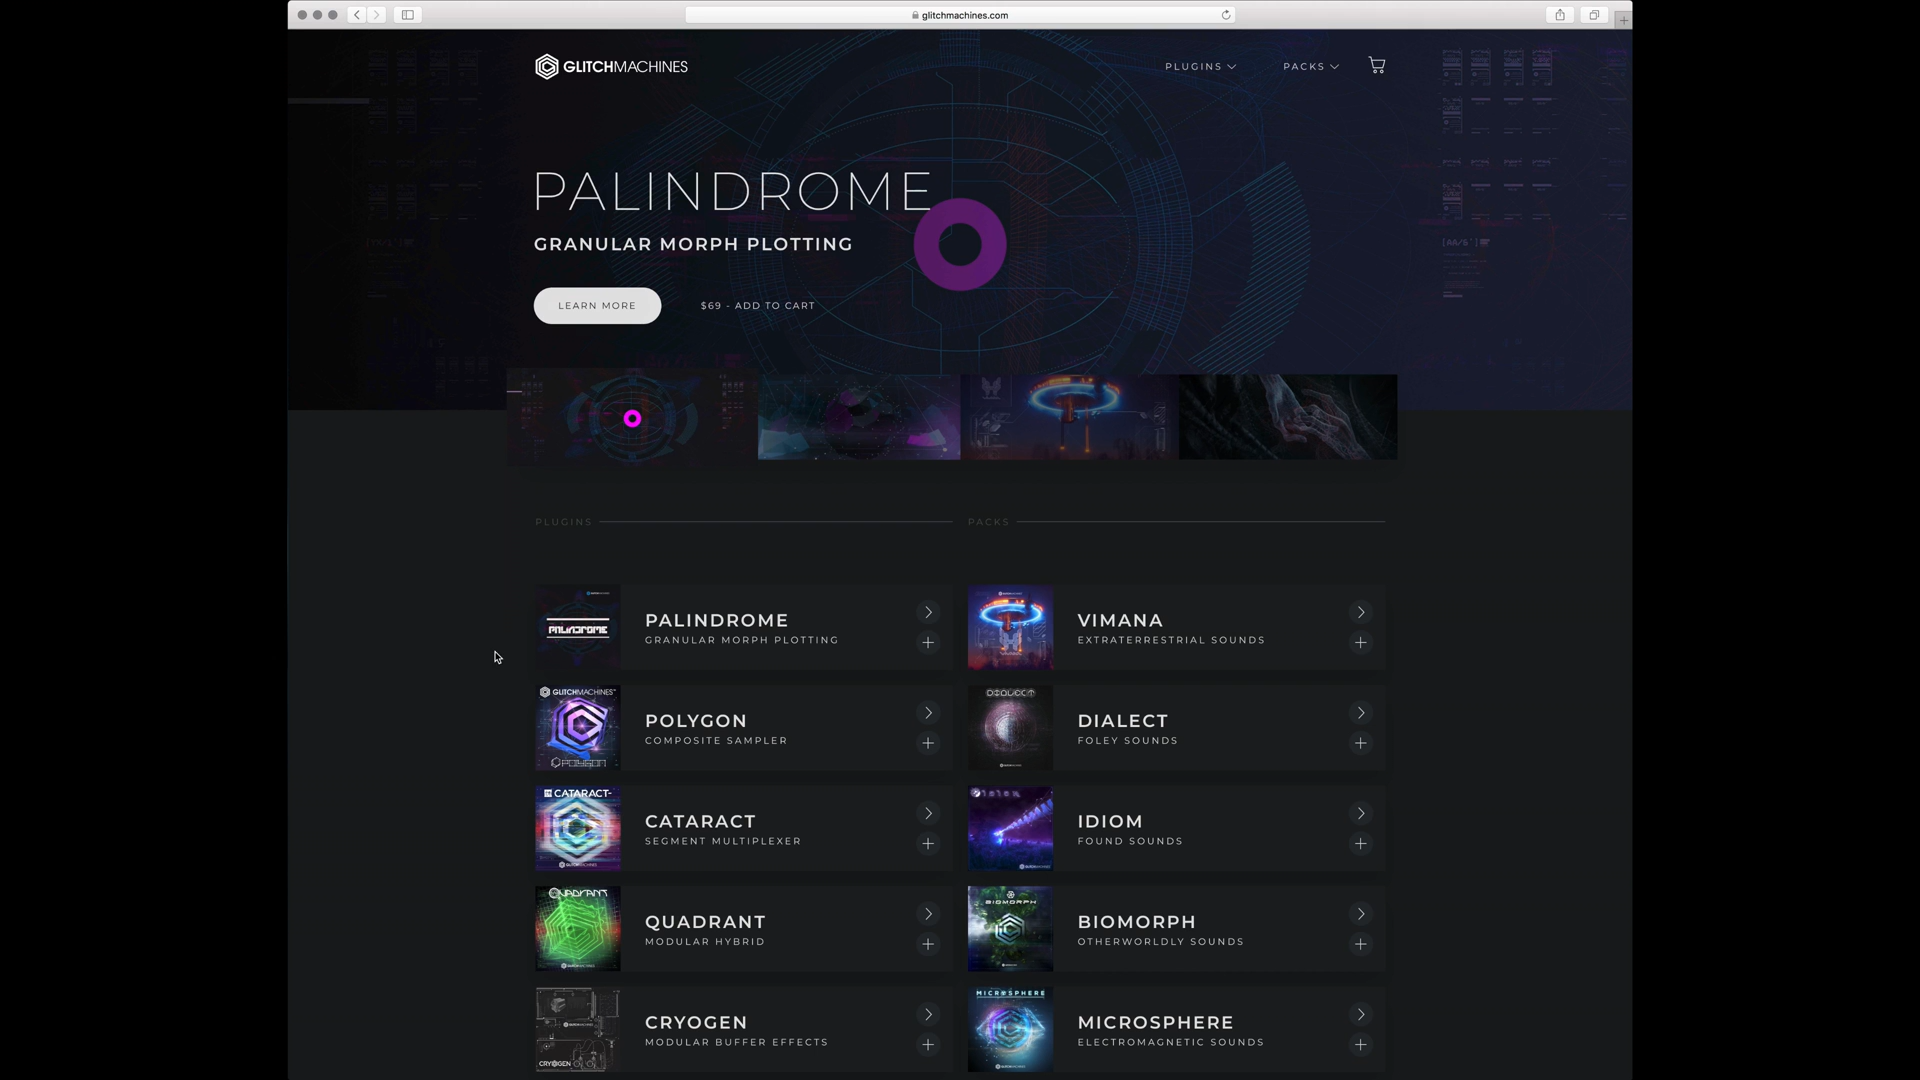 glitchmachines.com
GLITCHMACHINES
PLUGINS
PACKS
PALINDROME
GRANULAR MORPH PLOTTING
LEARN MORE
$69 - ADD TO CART
PLUGINS
PACKS
PALINDROME
PALINDROME
GRANULAR MORPH PLOTTING
VIMANA
EXTRATERRESTRIAL SOUNDS
GLITCHMACHINES
POLYGON
POLYGON
COMPOSITE SAMPLER
DIALECT
DIALECT
FOLEY SOUNDS
CATARACT
CATARACT
SEGMENT MULTIPLEXER
IDIOM
FOUND SOUNDS
QUADRANT
QUADRANT
MODULAR HYBRID
BIOMORPH
BIOMORPH
OTHERWORLDLY SOUNDS
CRYOGEN
CRYOGEN
MODULAR BUFFER EFFECTS
MICROSPHERE
MICROSPHERE
ELECTROMAGNETIC SOUNDS